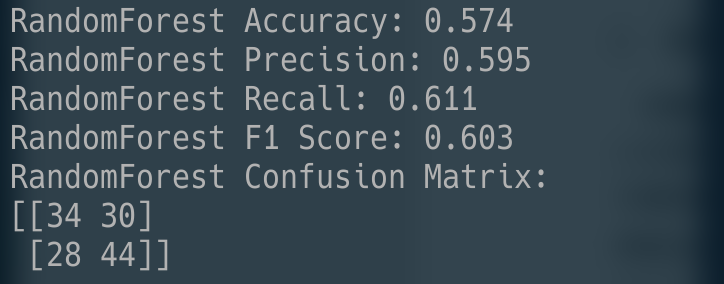 RandomForest Accuracy: 0.574
RandomForest Precision: 0.595
RandomForest Recall: 0.611
RandomForest F1 Score: 0.603
RandomForest Confusion Matrix:
[[34 30]
 [28 44]]